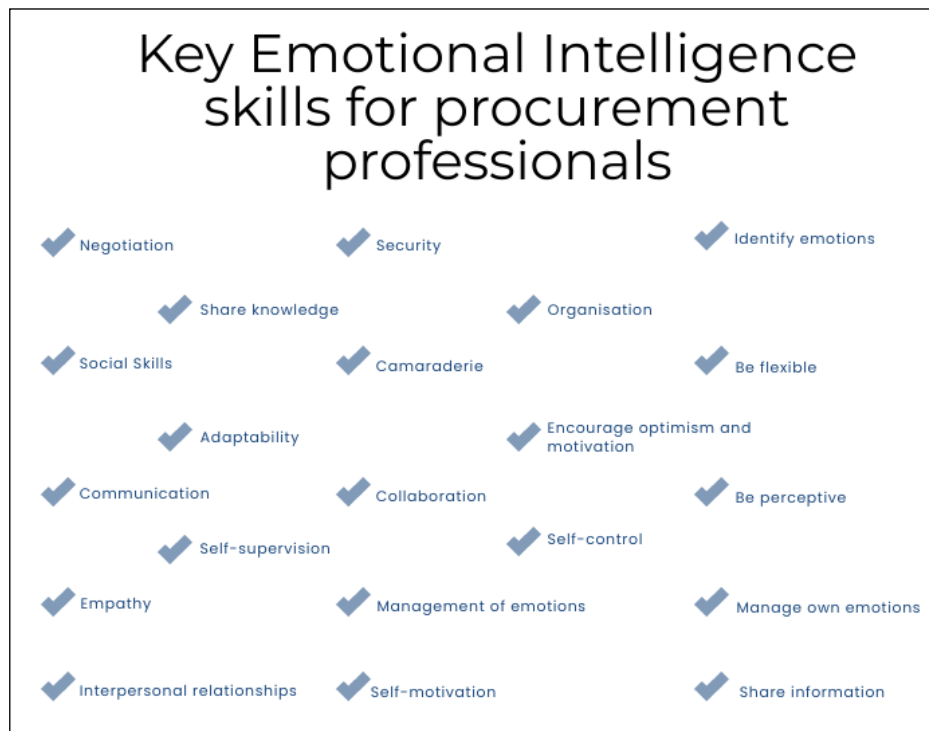 Key Emotional Intelligence
skills for procurement
professionals
Negotiation
Security
Identify emotions
Share knowledge
Organisation
Social Skills
Camaraderie
Be flexible
Adaptability
Encourage optimism and
motivation
Communication
Collaboration
Be perceptive
Self-supervision
Self-control
Empathy
Management of emotions
Manage own emotions
Interpersonal relationships
Self-motivation
Share information